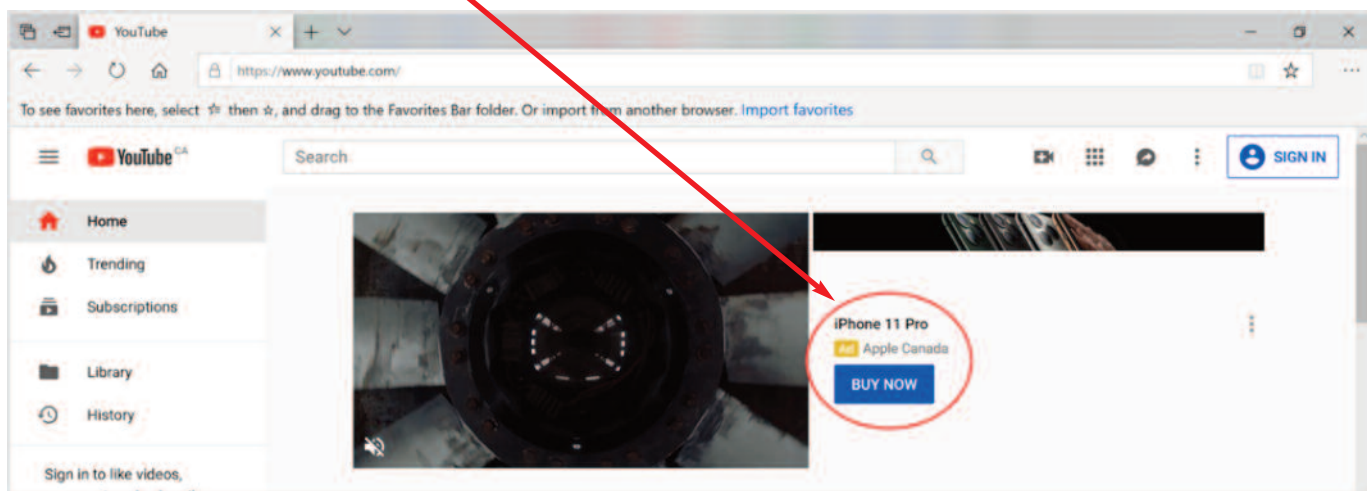 YouTube
https://www.youtube.com/
To see favorites here, select then ☆, and drag to the Favorites Bar folder. Or import from another browser. Import favorites
YouTube CA
Search
SIGN IN
Home
Trending
Subscriptions
Library
History
Sign in to like videos,
iPhone 11 Pro
Ad Apple Canada
BUY NOW